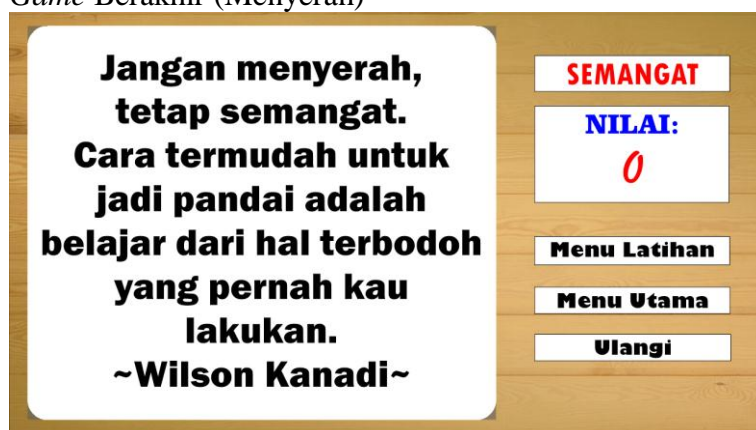 Game Berakhir (Menyerah)
Jangan menyerah,
tetap semangat.
Cara termudah untuk
jadi pandai adalah
belajar dari hal terbodoh
yang pernah kau
lakukan.
~Wilson Kanadi~
SEMANGAT
NILAI:
0
Menu Latihan
Menu Utama
Ulangi